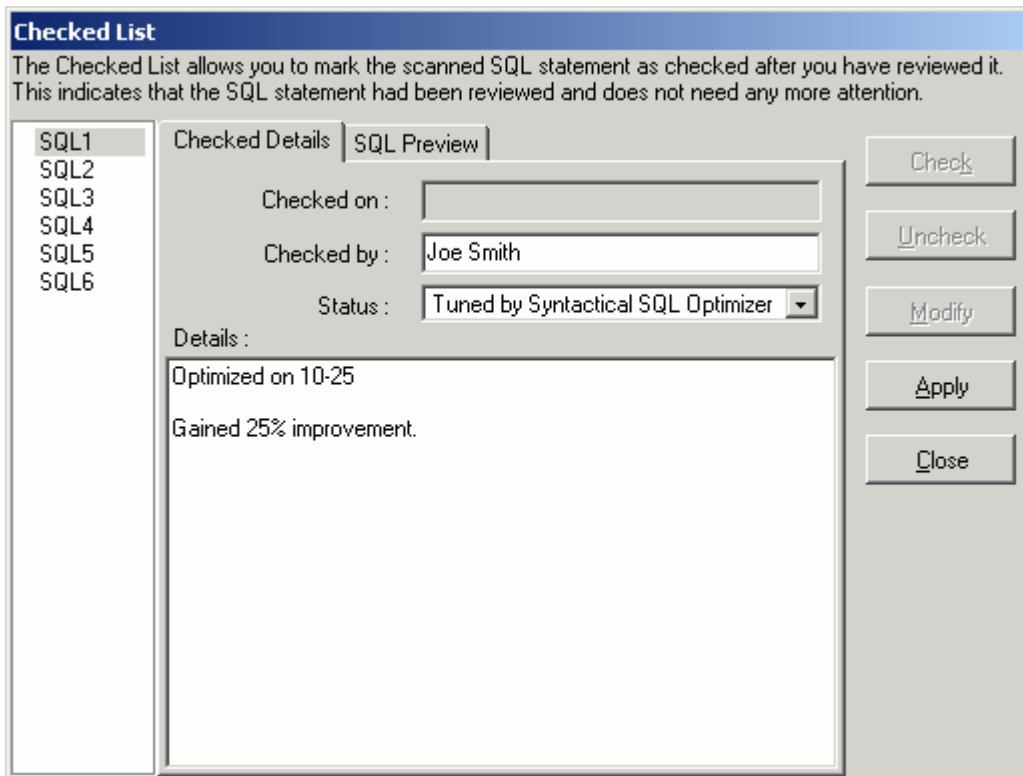 Checked List
The Checked List allows you to mark the scanned SQL statement as checked after you have reviewed it.
This indicates that the SQL statement had been reviewed and does not need any more attention.
SQL1
SQL2
SQL3
SQL4
SQL5
SQL6
Checked Details
SQL Preview
Checked on :
Checked by : Joe Smith
Status : Tuned by Syntactical SQL Optimizer
Details :
Optimized on 10-25
Gained 25% improvement.
Check
Uncheck
Modify
Apply
Close